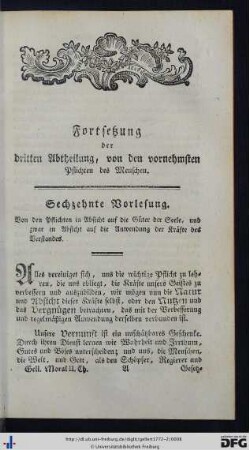 Fortsetzung
der
dritten Abtheilung, von den vornehmsten
Pflichten des Menschen.
Sechzehnte Vorlesung.
Von den Pflichten in Absicht auf die Güter der Seele, und
zwar in Absicht auf die Anwendung der Kräfte des
Verstandes.
Alles vereiniget sich, uns die wichtige Pflicht zu leh-
ren, die uns obliegt, die Kräfte unsers Geistes zu
verbessern und auszubilden, wir mögen nun die Natur
und Absicht dieser Kräfte selbst, oder den Nutzen und
das Vergnügen betrachten, das mit der Verbesserung
und regelmäßigen Anwendung derselben verbunden ist.
Unsere Vernunft ist ein unschätzbares Geschenke.
Durch ihren Dienst lernen wir Wahrheit und Irrthum,
Gutes und Böses unterscheiden; und uns, die Menschen,
die Welt, und Gott, als den Schöpfer, Regierer und
Gell. Moral II. Th. A Gesetz-